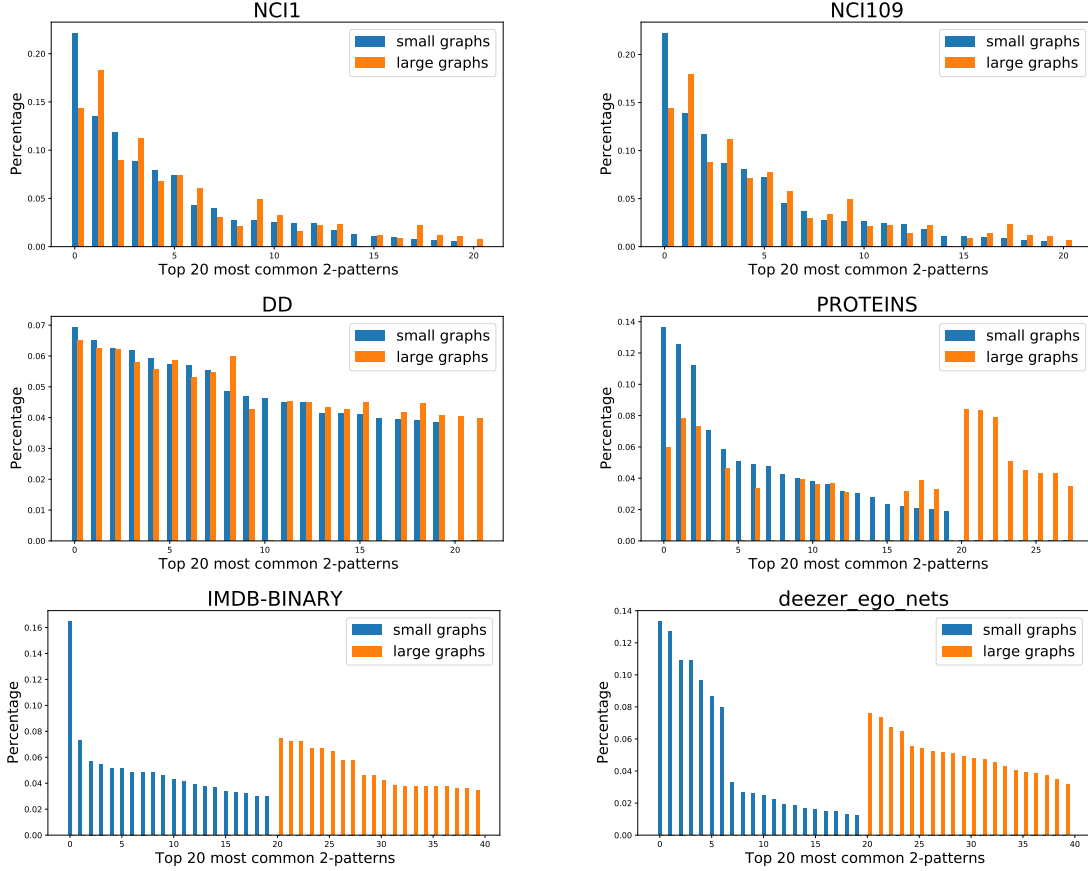 NCI1
Percentage
0.20
0.15
0.10
0.05
0.00
small graphs
large graphs
0 5 10 15 20
Top 20 most common 2-patterns
NCI109
Percentage
0.20
0.15
0.10
0.05
0.00
small graphs
large graphs
0 5 10 15 20
Top 20 most common 2-patterns
DD
Percentage
0.07
0.06
0.05
0.04
0.03
0.02
0.01
0.00
small graphs
large graphs
0 5 10 15 20
Top 20 most common 2-patterns
PROTEINS
Percentage
0.14
0.12
0.10
0.08
0.06
0.04
0.02
0.00
small graphs
large graphs
0 5 10 15 20 25
Top 20 most common 2-patterns
IMDB-BINARY
Percentage
0.16
0.14
0.12
0.10
0.08
0.06
0.04
0.02
0.00
small graphs
large graphs
0 5 10 15 20 25 30 35 40
Top 20 most common 2-patterns
deezer_ego_nets
Percentage
0.14
0.12
0.10
0.08
0.06
0.04
0.02
0.00
small graphs
large graphs
0 5 10 15 20 25 30 35 40
Top 20 most common 2-patterns